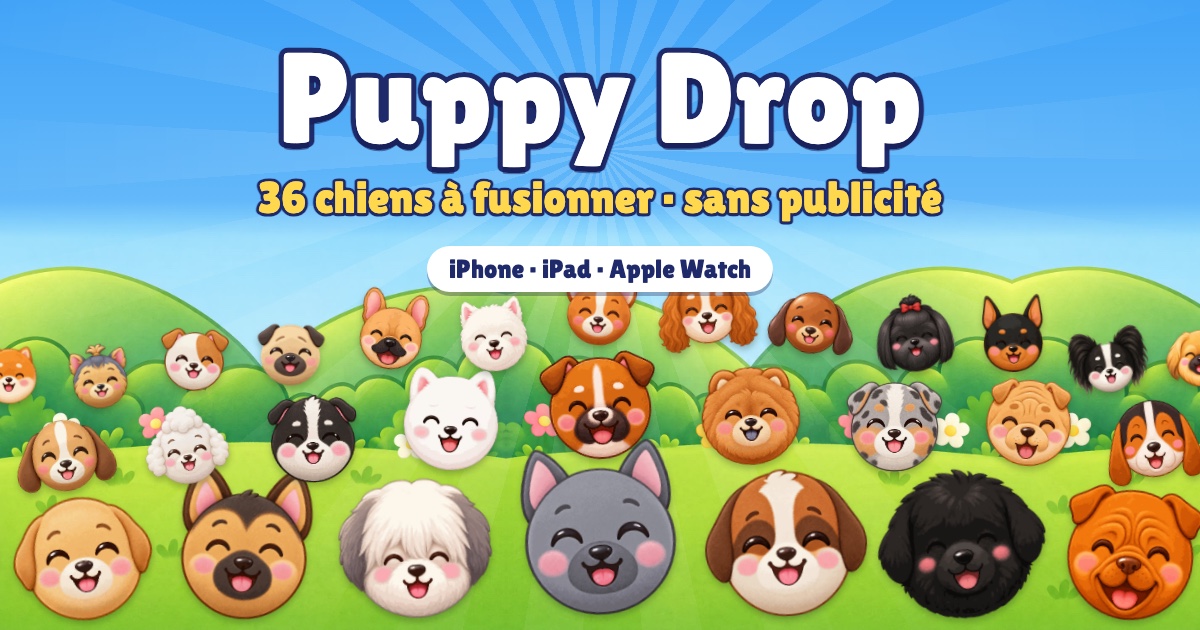 Puppy Drop
36 chiens à fusionner · sans publicité
iPhone · iPad · Apple Watch